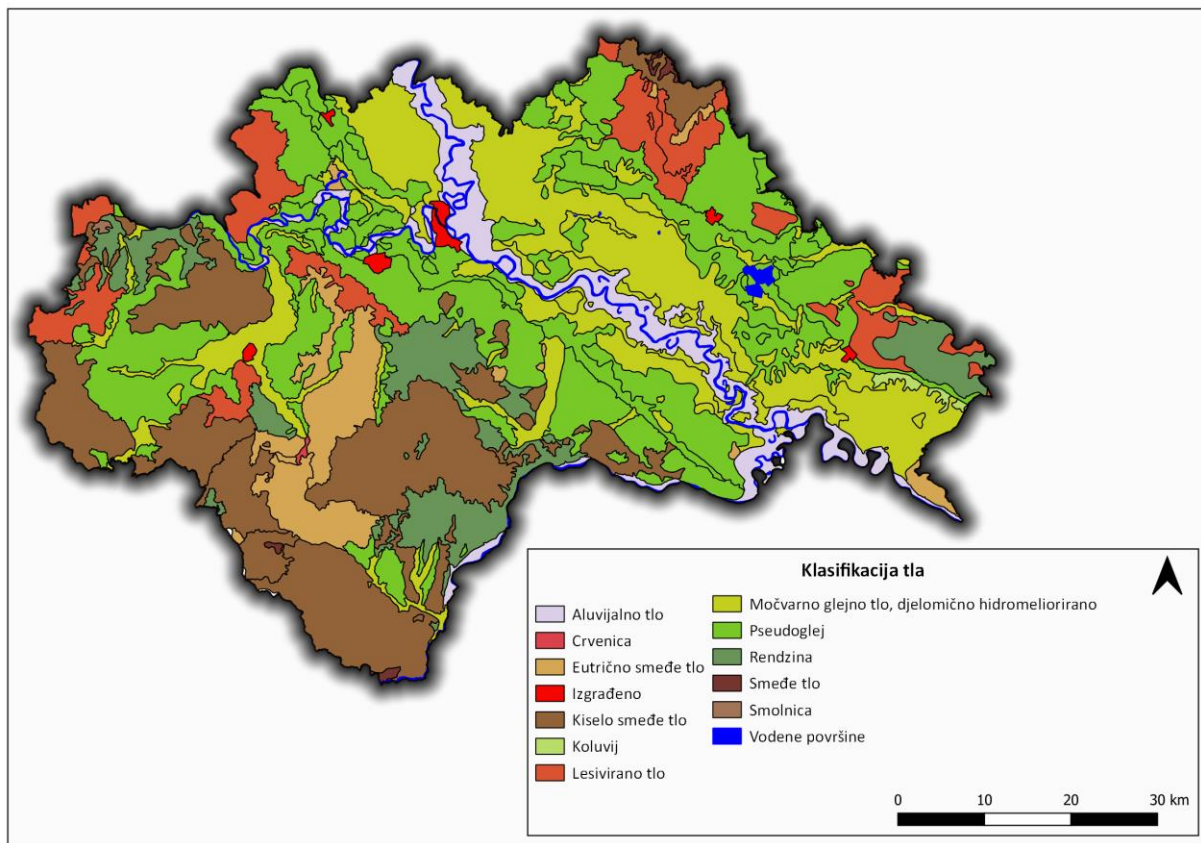 Klasifikacija tla
Aluvijalno tlo
Crvenica
Eutrično smeđe tlo
Izgrađeno
Kiselo smeđe tlo
Koluvij
Lesivirano tlo
Močvarno glejno tlo, djelomično hidromeliorirano
Pseudoglej
Rendzina
Smeđe tlo
Smolnica
Vodene površine
0 10 20 30 km